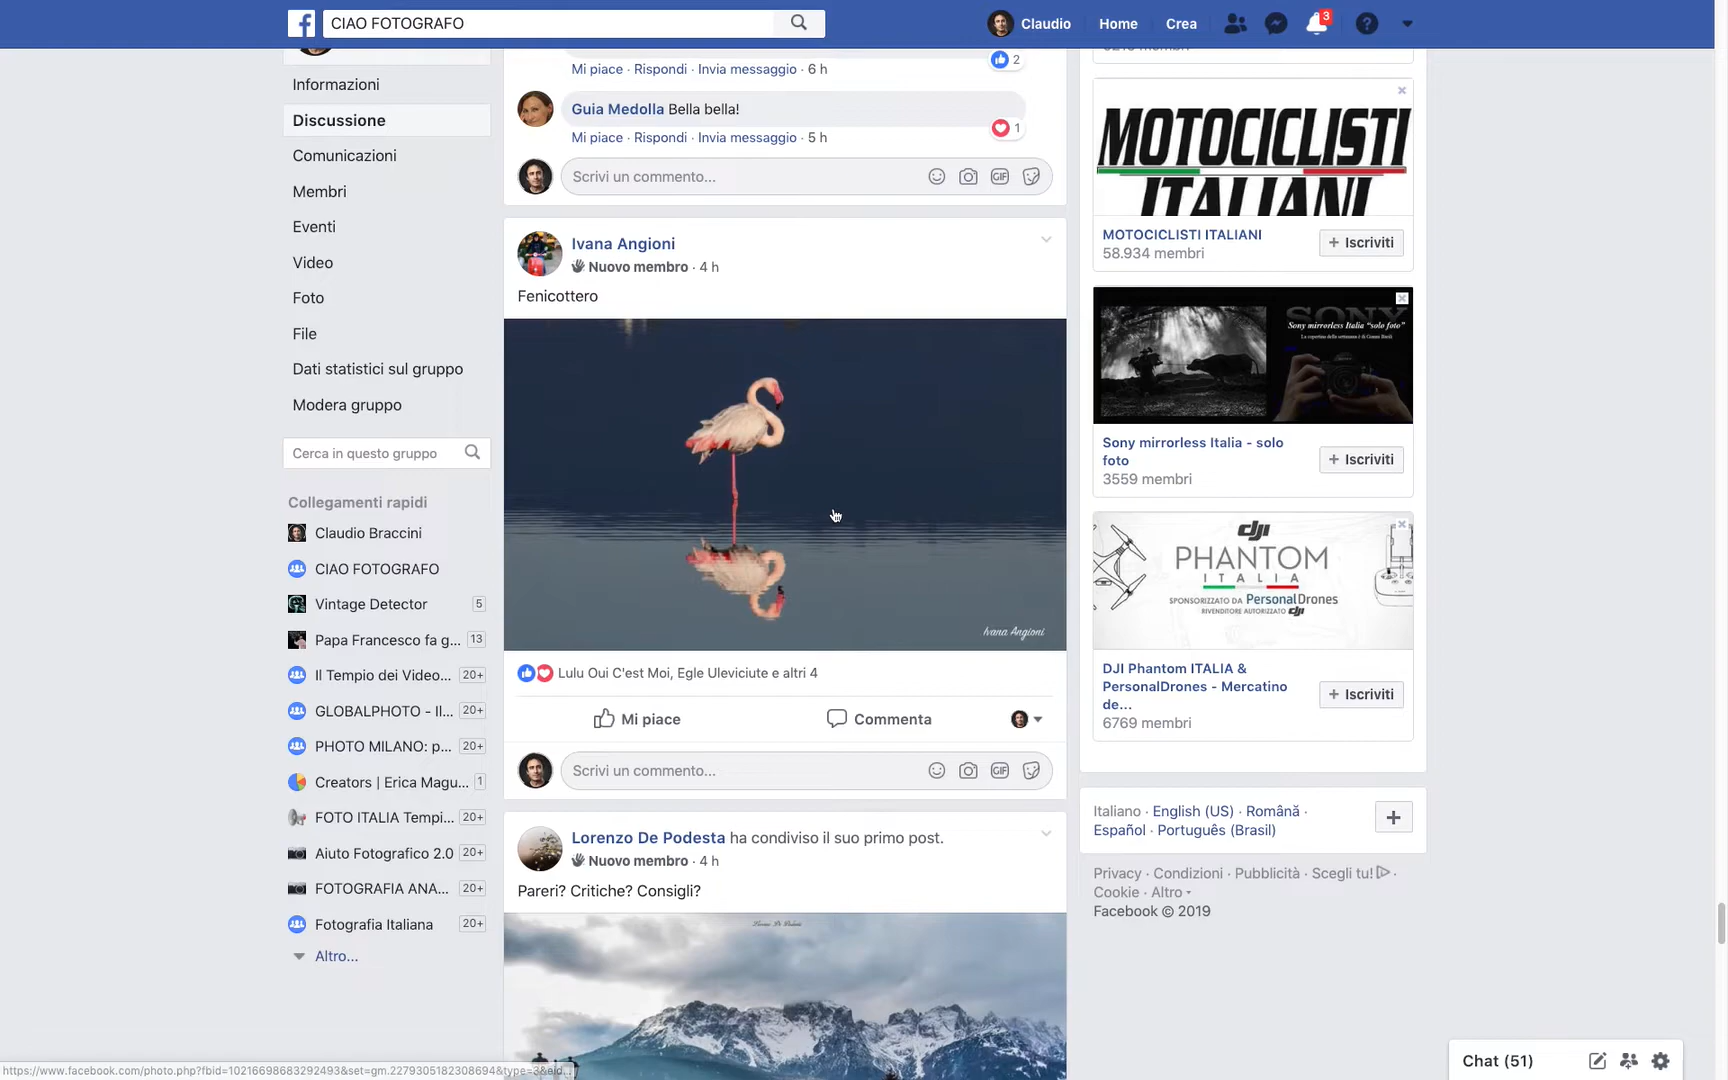 CIAO FOTOGRAFO
Claudio Home Crea 3
Informazioni
Discussione
Comunicazioni
Membri
Eventi
Video
Foto
File
Dati statistici sul gruppo
Modera gruppo
Cerca in questo gruppo
Collegamenti rapidi
Claudio Braccini
CIAO FOTOGRAFO
Vintage Detector 5
Papa Francesco fa g... 13
Il Tempio dei Video... 20+
GLOBALPHOTO - Il... 20+
PHOTO MILANO: p... 20+
Creators | Erica Magu... 1
FOTO ITALIA Tempi... 20+
Aiuto Fotografico 2.0 20+
FOTOGRAFIA ANA... 20+
Fotografia Italiana 20+
Altro...
Mi piace · Rispondi · Invia messaggio · 6 h 2
Guia Medolla Bella bella!
Mi piace · Rispondi · Invia messaggio · 5 h 1
Scrivi un commento...
GIF
Ivana Angioni
Nuovo membro · 4 h
Fenicottero
Ivana Angioni
Lulu Oui C'est Moi, Egle Uleviciute e altri 4
Mi piace Commenta
Scrivi un commento...
GIF
Lorenzo De Podesta ha condiviso il suo primo post.
Nuovo membro · 4 h
Pareri? Critiche? Consigli?
MOTOCICLISTI
ITALIANI
MOTOCICLISTI ITALIANI
58.934 membri
+ Iscriviti
SONY
Sony mirrorless Italia "solo foto"
Sony mirrorless Italia - solo
foto
3559 membri
+ Iscriviti
dji
PHANTOM
ITALIA
SPONSORIZZATO DA PersonalDrones
RIVENDITORE AUTORIZZATO dji
DJI Phantom ITALIA &
PersonalDrones - Mercatino
de...
6769 membri
+ Iscriviti
Italiano · English (US) · Română ·
Español · Português (Brasil)
Privacy · Condizioni · Pubblicità · Scegli tu! ·
Cookie · Altro
Facebook © 2019
Chat (51)